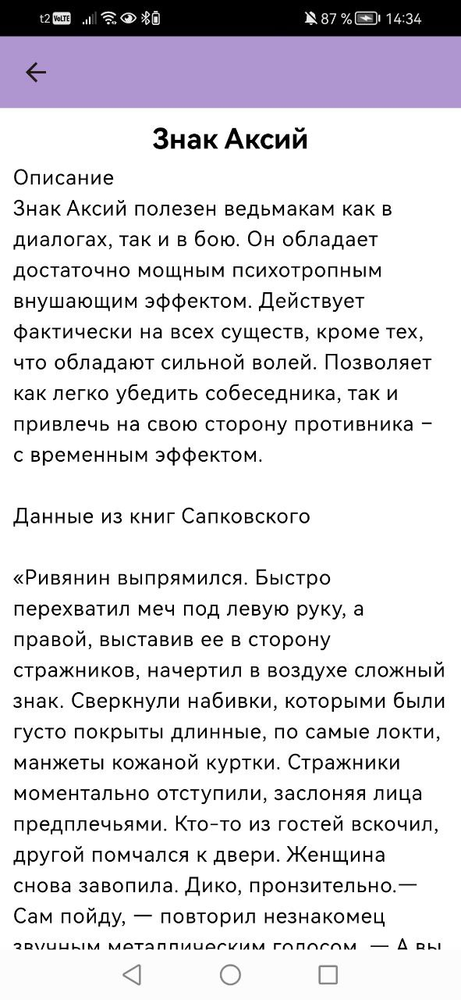 t2 VoLTE 87 % 14:34
Знак Аксий
Описание
Знак Аксий полезен ведьмакам как в
диалогах, так и в бою. Он обладает
достаточно мощным психотропным
внушающим эффектом. Действует
фактически на всех существ, кроме тех,
что обладают сильной волей. Позволяет
как легко убедить собеседника, так и
привлечь на свою сторону противника –
с временным эффектом.
Данные из книг Сапковского
«Ривянин выпрямился. Быстро
перехватил меч под левую руку, а
правой, выставив ее в сторону
стражников, начертил в воздухе сложный
знак. Сверкнули набивки, которыми были
густо покрыты длинные, по самые локти,
манжеты кожаной куртки. Стражники
моментально отступили, заслоняя лица
предплечьями. Кто-то из гостей вскочил,
другой помчался к двери. Женщина
снова завопила. Дико, пронзительно.—
Сам пойду, — повторил незнакомец
звучным металлическим голосом. — А вы